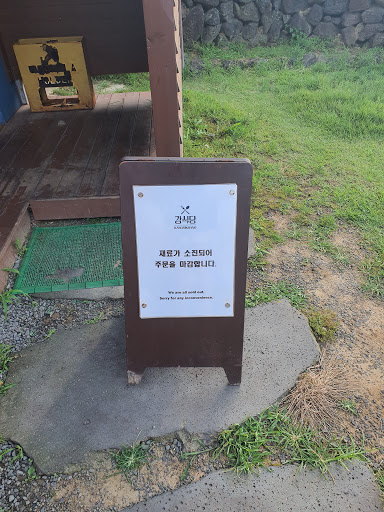 강식당
재료가 소진되어
주문을 마감합니다.
We are all sold out.
Sorry for any inconvenience.